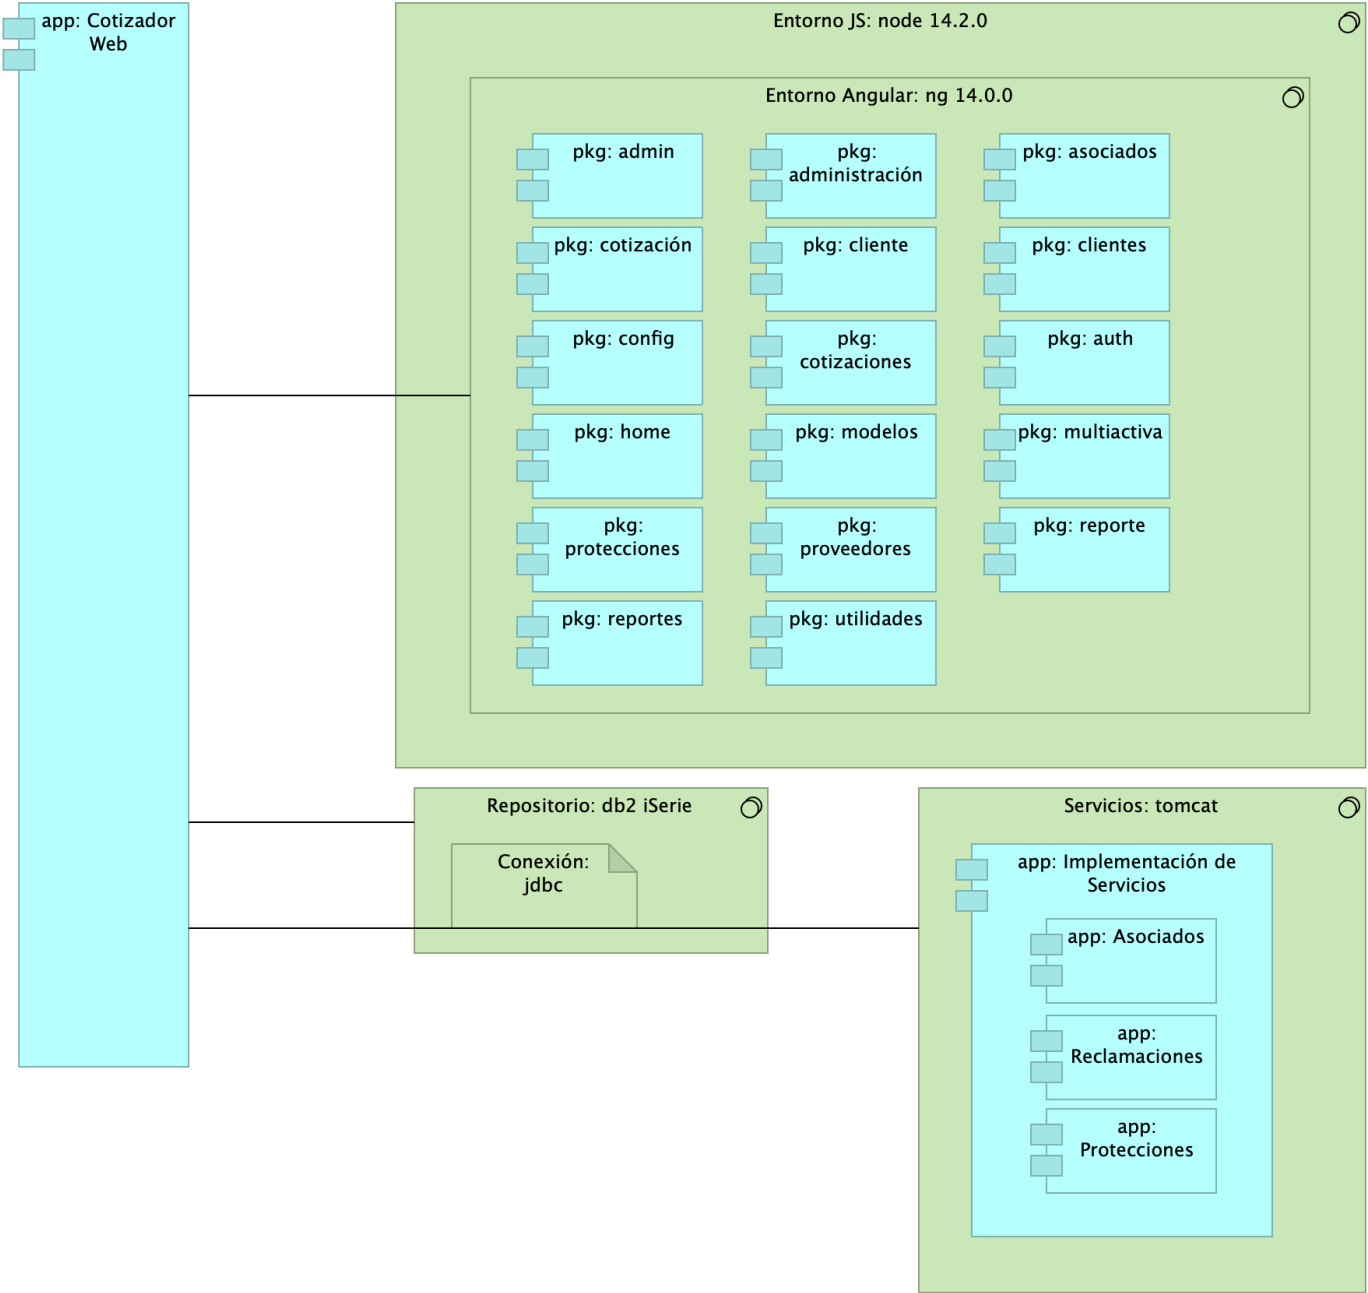 app: Cotizador
Web
Entorno JS: node 14.2.0
Entorno Angular: ng 14.0.0
pkg: admin
pkg:
administración
pkg: asociados
pkg: cotización
pkg: cliente
pkg: clientes
pkg: config
pkg:
cotizaciones
pkg: auth
pkg: home
pkg: modelos
pkg: multiactiva
pkg:
protecciones
pkg:
proveedores
pkg: reporte
pkg: reportes
pkg: utilidades
Repositorio: db2 iSerie
Conexión:
jdbc
Servicios: tomcat
app: Implementación de
Servicios
app: Asociados
app:
Reclamaciones
app:
Protecciones